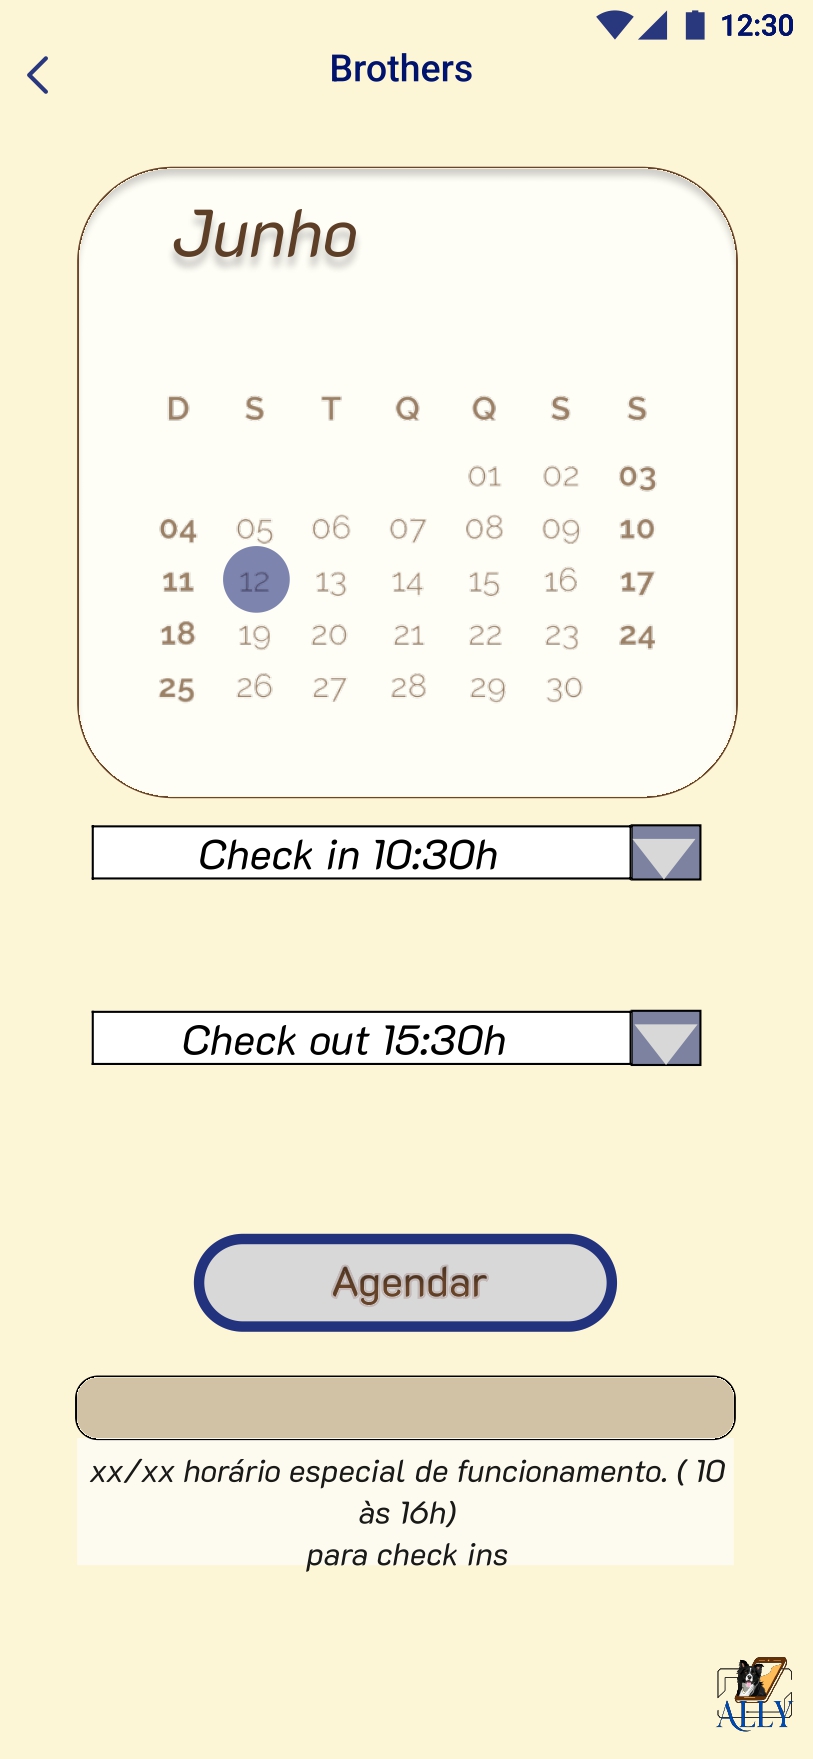 12:30
Brothers
Junho
D S T Q Q S S
01 02 03
04 05 06 07 08 09 10
11 12 13 14 15 16 17
18 19 20 21 22 23 24
25 26 27 28 29 30
Check in 10:30h
Check out 15:30h
Agendar
xx/xx horário especial de funcionamento. ( 10
às 16h)
para check ins
ALLY